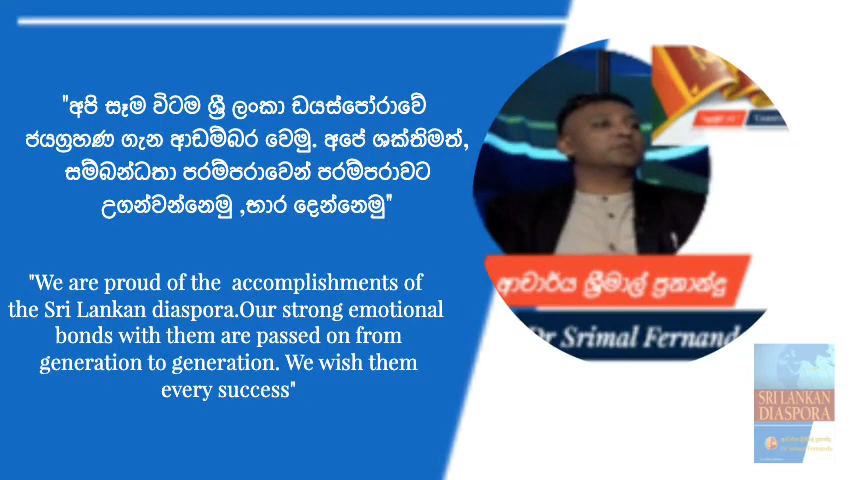 "අපි සෑම විටම ශ්‍රී ලංකා ඩයස්පෝරාවේ
ජයග්‍රහණ ගැන ආඩම්බර වෙමු. අපේ ශක්තිමත්,
සම්බන්ධතා පරම්පරාවෙන් පරම්පරාවට
උගන්වන්නෙමු ,භාර දෙන්නෙමු"
"We are proud of the accomplishments of
the Sri Lankan diaspora.Our strong emotional
bonds with them are passed on from
generation to generation. We wish them
every success"
ආචාර්ය ශ්‍රීමාල් ප්‍රනාන්දු
Dr Srimal Fernando
SRI LANKAN
DIASPORA